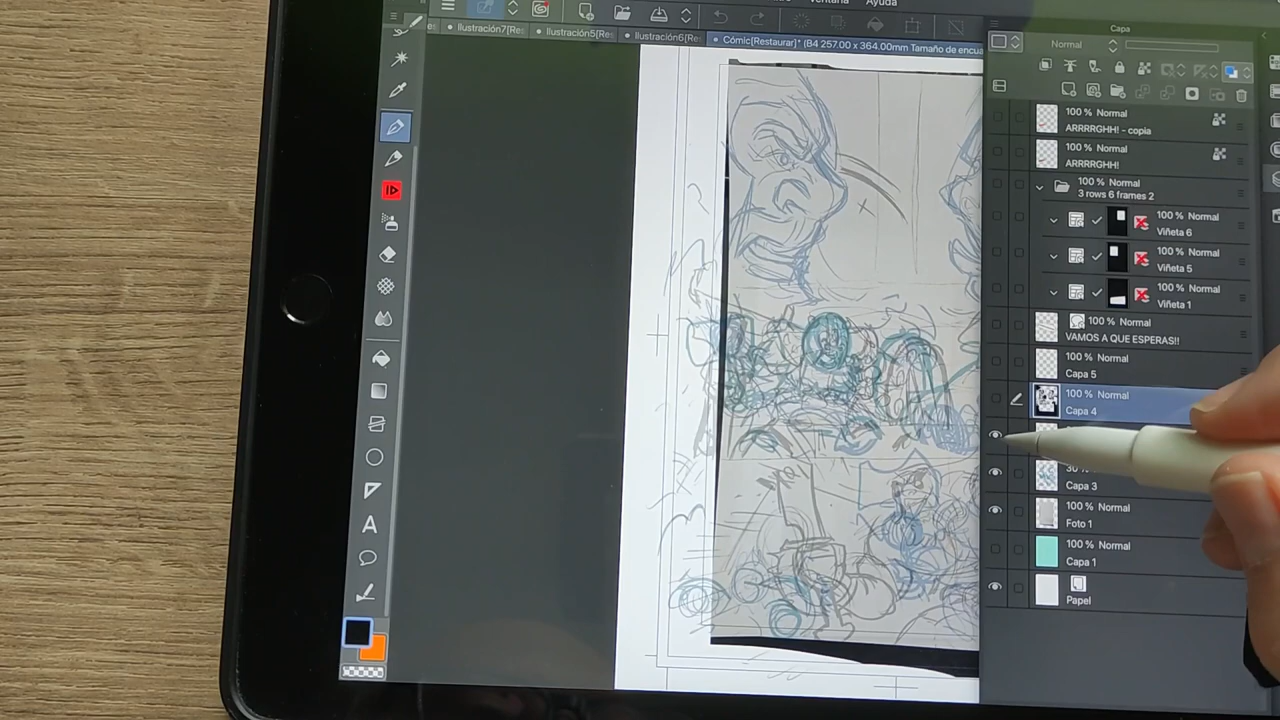 Ventana Ayuda
Ilustración7[Res
Ilustración5[Res
Ilustración6[Res
Cómic[Restaurar]* (B4 257.00 x 364.00mm Tamaño de encua
Capa
Normal
100 % Normal
ARRRRGHH! - copia
100 % Normal
ARRRRGHH!
100 % Normal
3 rows 6 frames 2
100 % Normal
Viñeta 6
100 % Normal
Viñeta 5
100 % Normal
Viñeta 1
100 % Normal
VAMOS A QUE ESPERAS!!
100 % Normal
Capa 5
100 % Normal
Capa 4
Capa 3
100 % Normal
Foto 1
100 % Normal
Capa 1
Papel
A